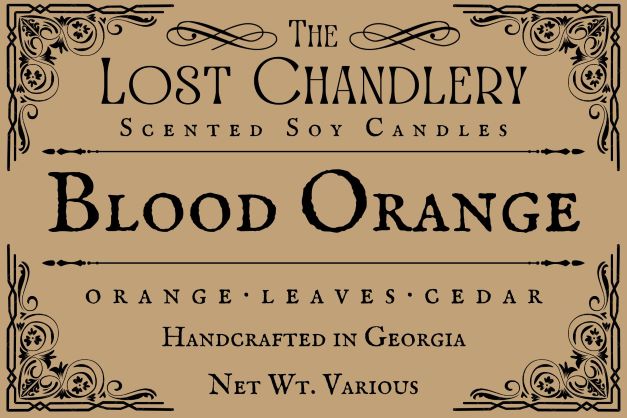 The
Lost Chandlery
Scented Soy Candles
Blood Orange
ORANGE·LEAVES·CEDAR
Handcrafted in Georgia
Net Wt. Various